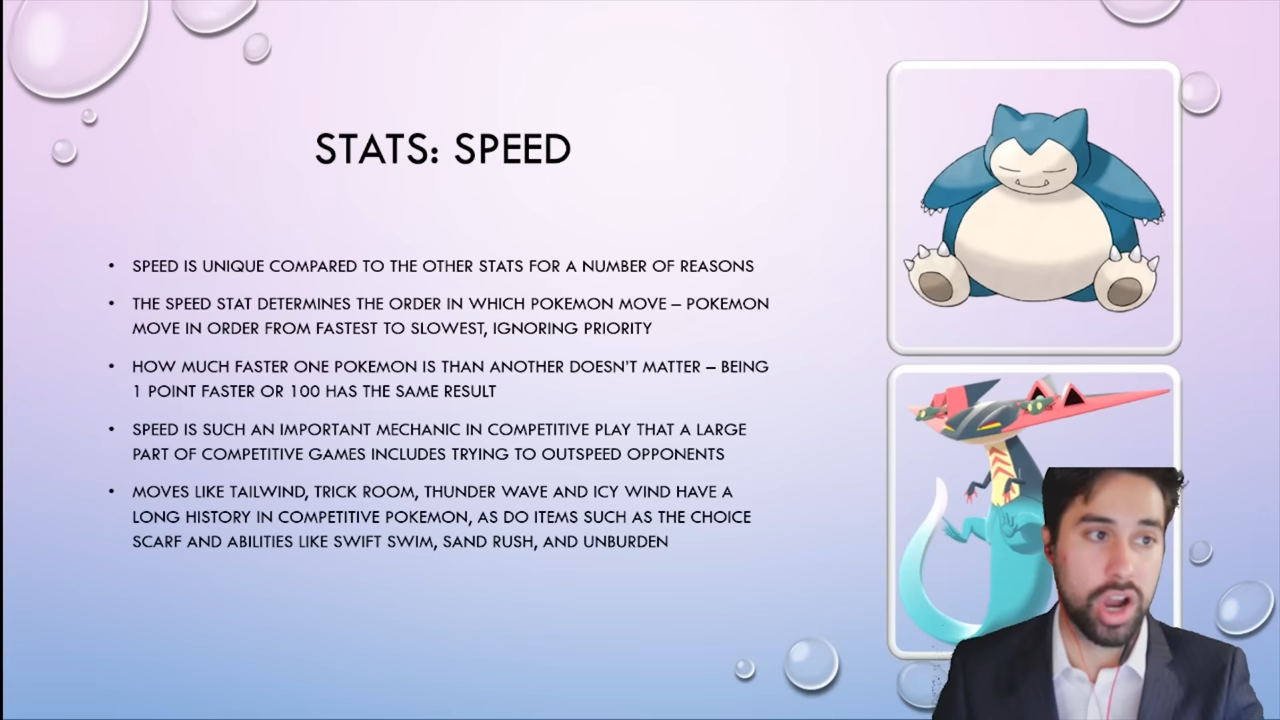 STATS: SPEED
• SPEED IS UNIQUE COMPARED TO THE OTHER STATS FOR A NUMBER OF REASONS
• THE SPEED STAT DETERMINES THE ORDER IN WHICH POKEMON MOVE – POKEMON
MOVE IN ORDER FROM FASTEST TO SLOWEST, IGNORING PRIORITY
• HOW MUCH FASTER ONE POKEMON IS THAN ANOTHER DOESN'T MATTER – BEING
1 POINT FASTER OR 100 HAS THE SAME RESULT
• SPEED IS SUCH AN IMPORTANT MECHANIC IN COMPETITIVE PLAY THAT A LARGE
PART OF COMPETITIVE GAMES INCLUDES TRYING TO OUTSPEED OPPONENTS
• MOVES LIKE TAILWIND, TRICK ROOM, THUNDER WAVE AND ICY WIND HAVE A
LONG HISTORY IN COMPETITIVE POKEMON, AS DO ITEMS SUCH AS THE CHOICE
SCARF AND ABILITIES LIKE SWIFT SWIM, SAND RUSH, AND UNBURDEN